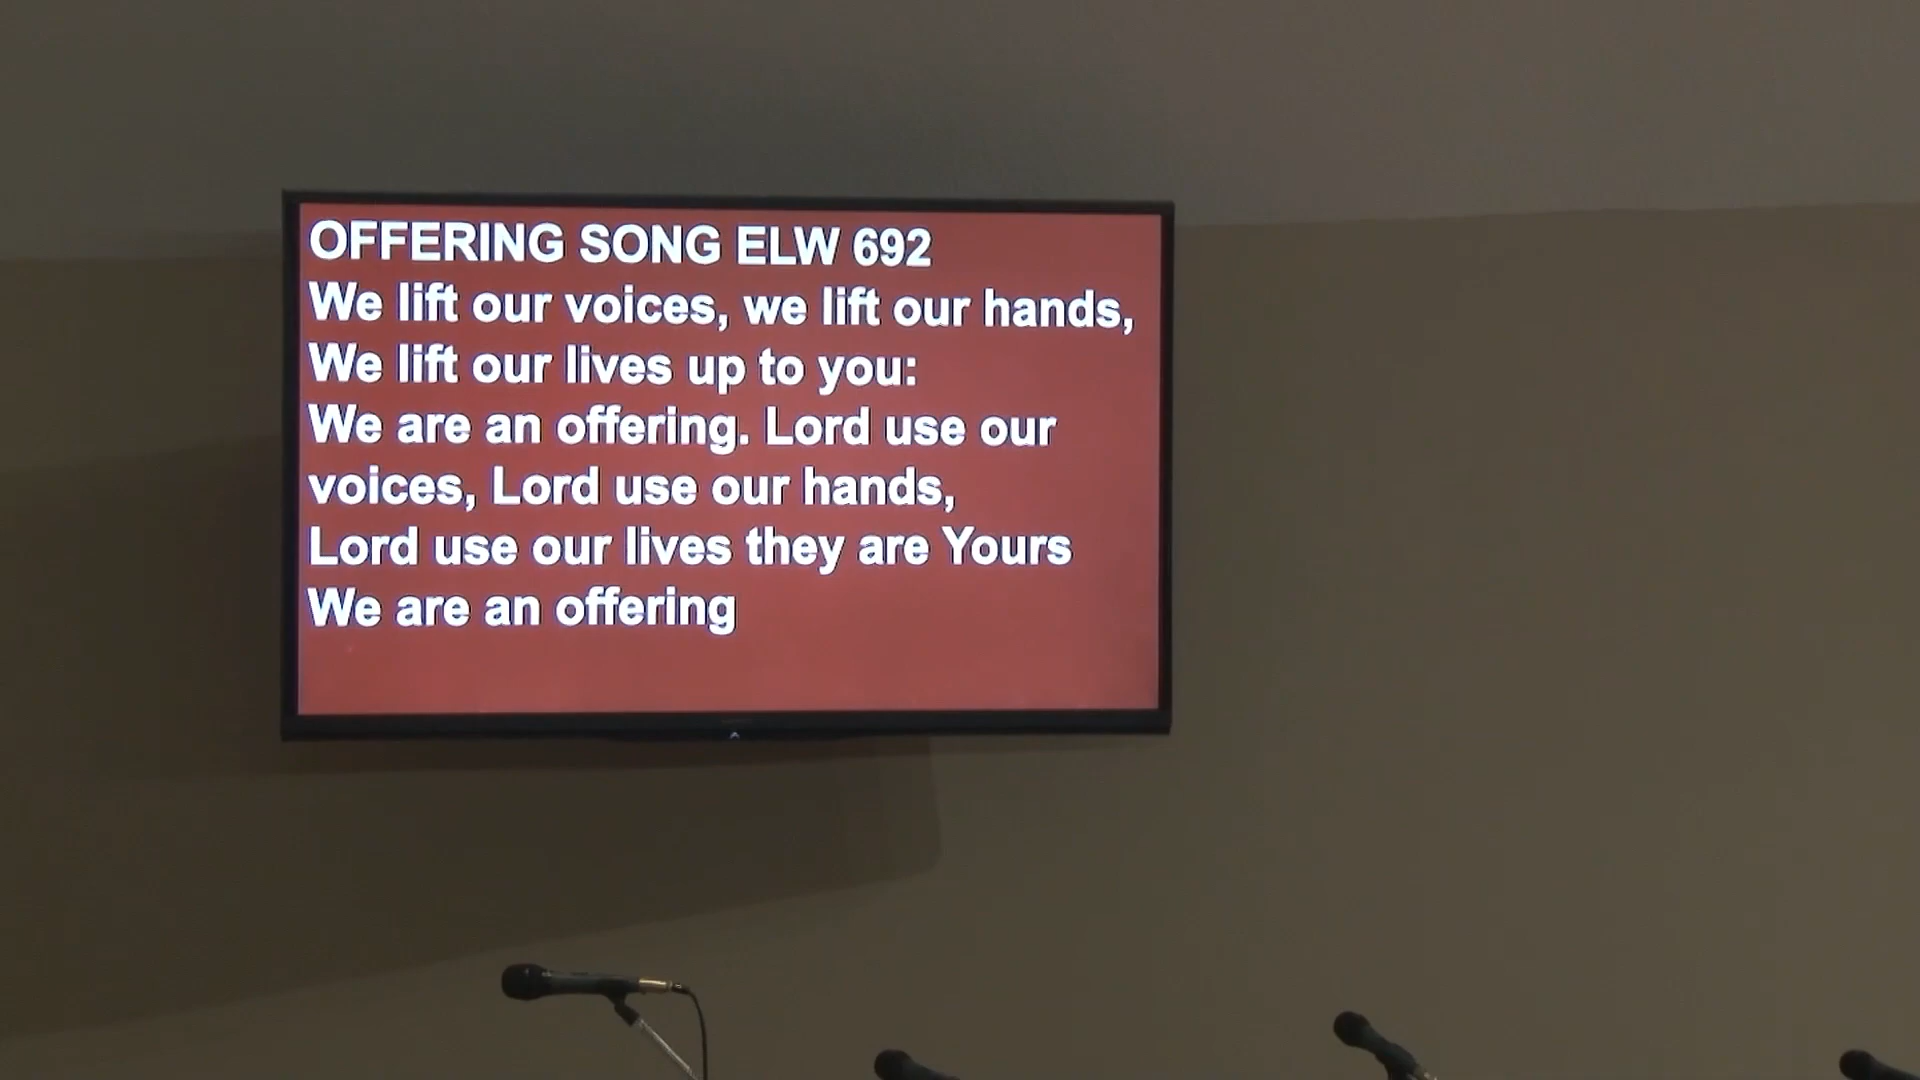 OFFERING SONG ELW 692
We lift our voices, we lift our hands,
We lift our lives up to you:
We are an offering. Lord use our
voices, Lord use our hands,
Lord use our lives they are Yours
We are an offering